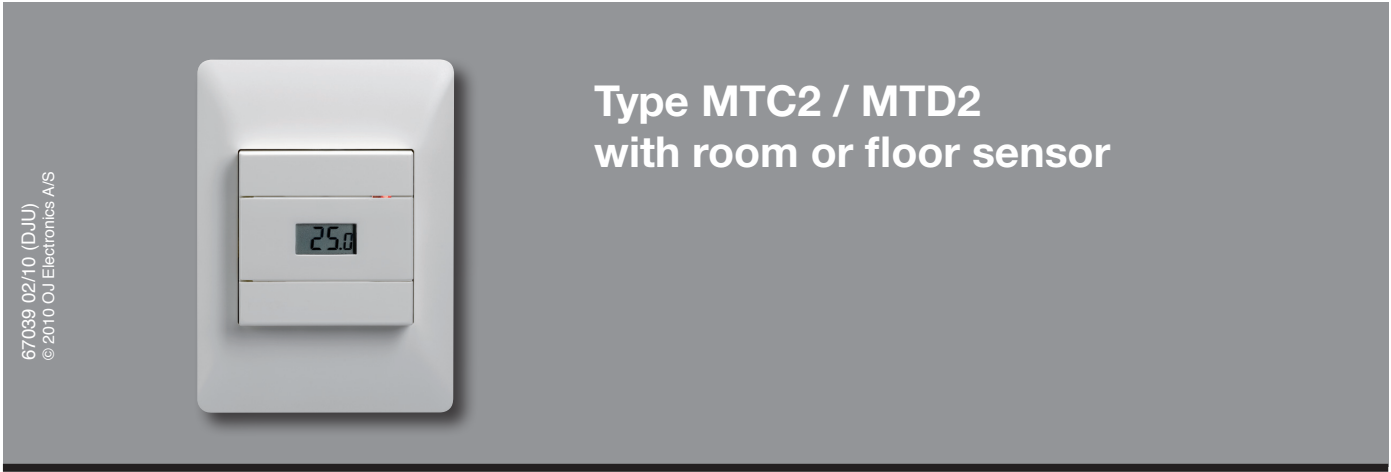 Type MTC2 / MTD2
with room or floor sensor
25.0
67039 02/10 (DJU)
© 2010 OJ Electronics A/S